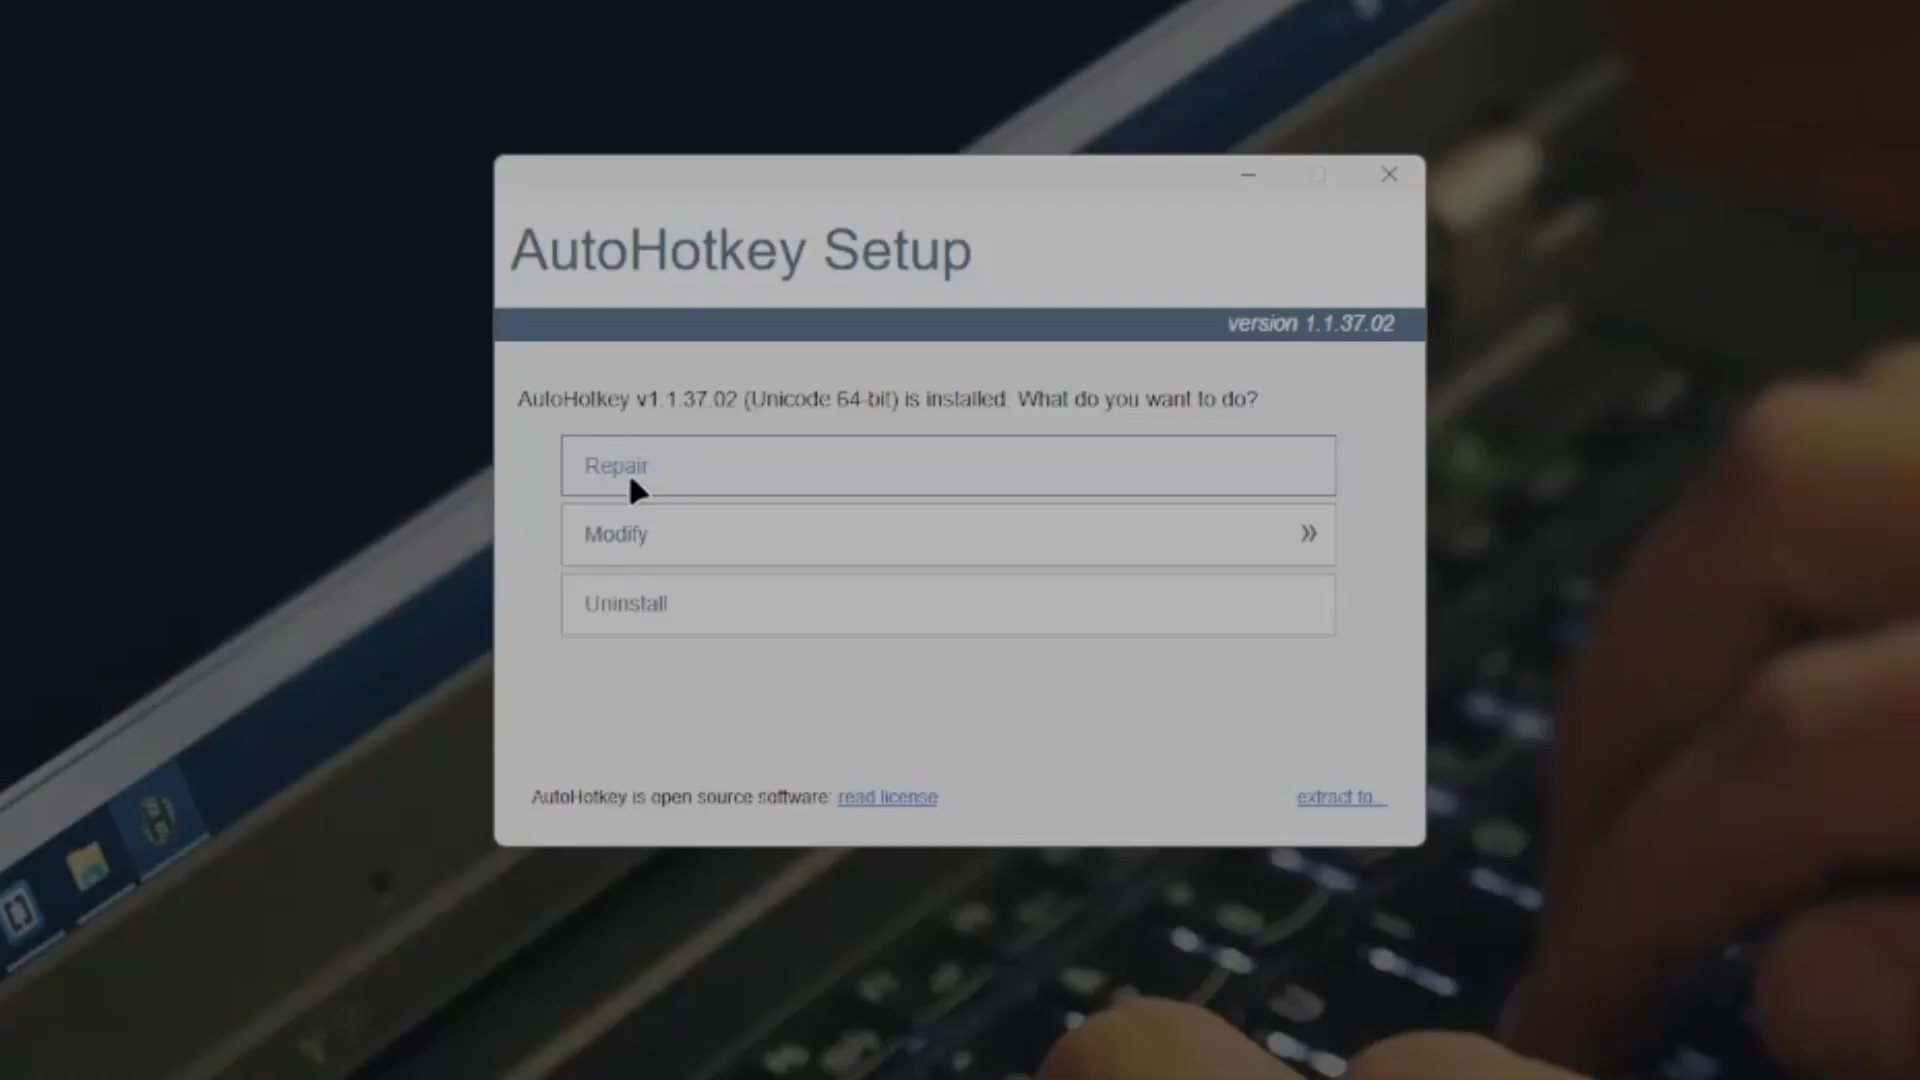 AutoHotkey Setup
version 1.1.37.02
AutoHotkey v1.1.37.02 (Unicode 64-bit) is installed. What do you want to do?
Repair
Modify »
Uninstall
AutoHotkey is open source software: read license
extract to...